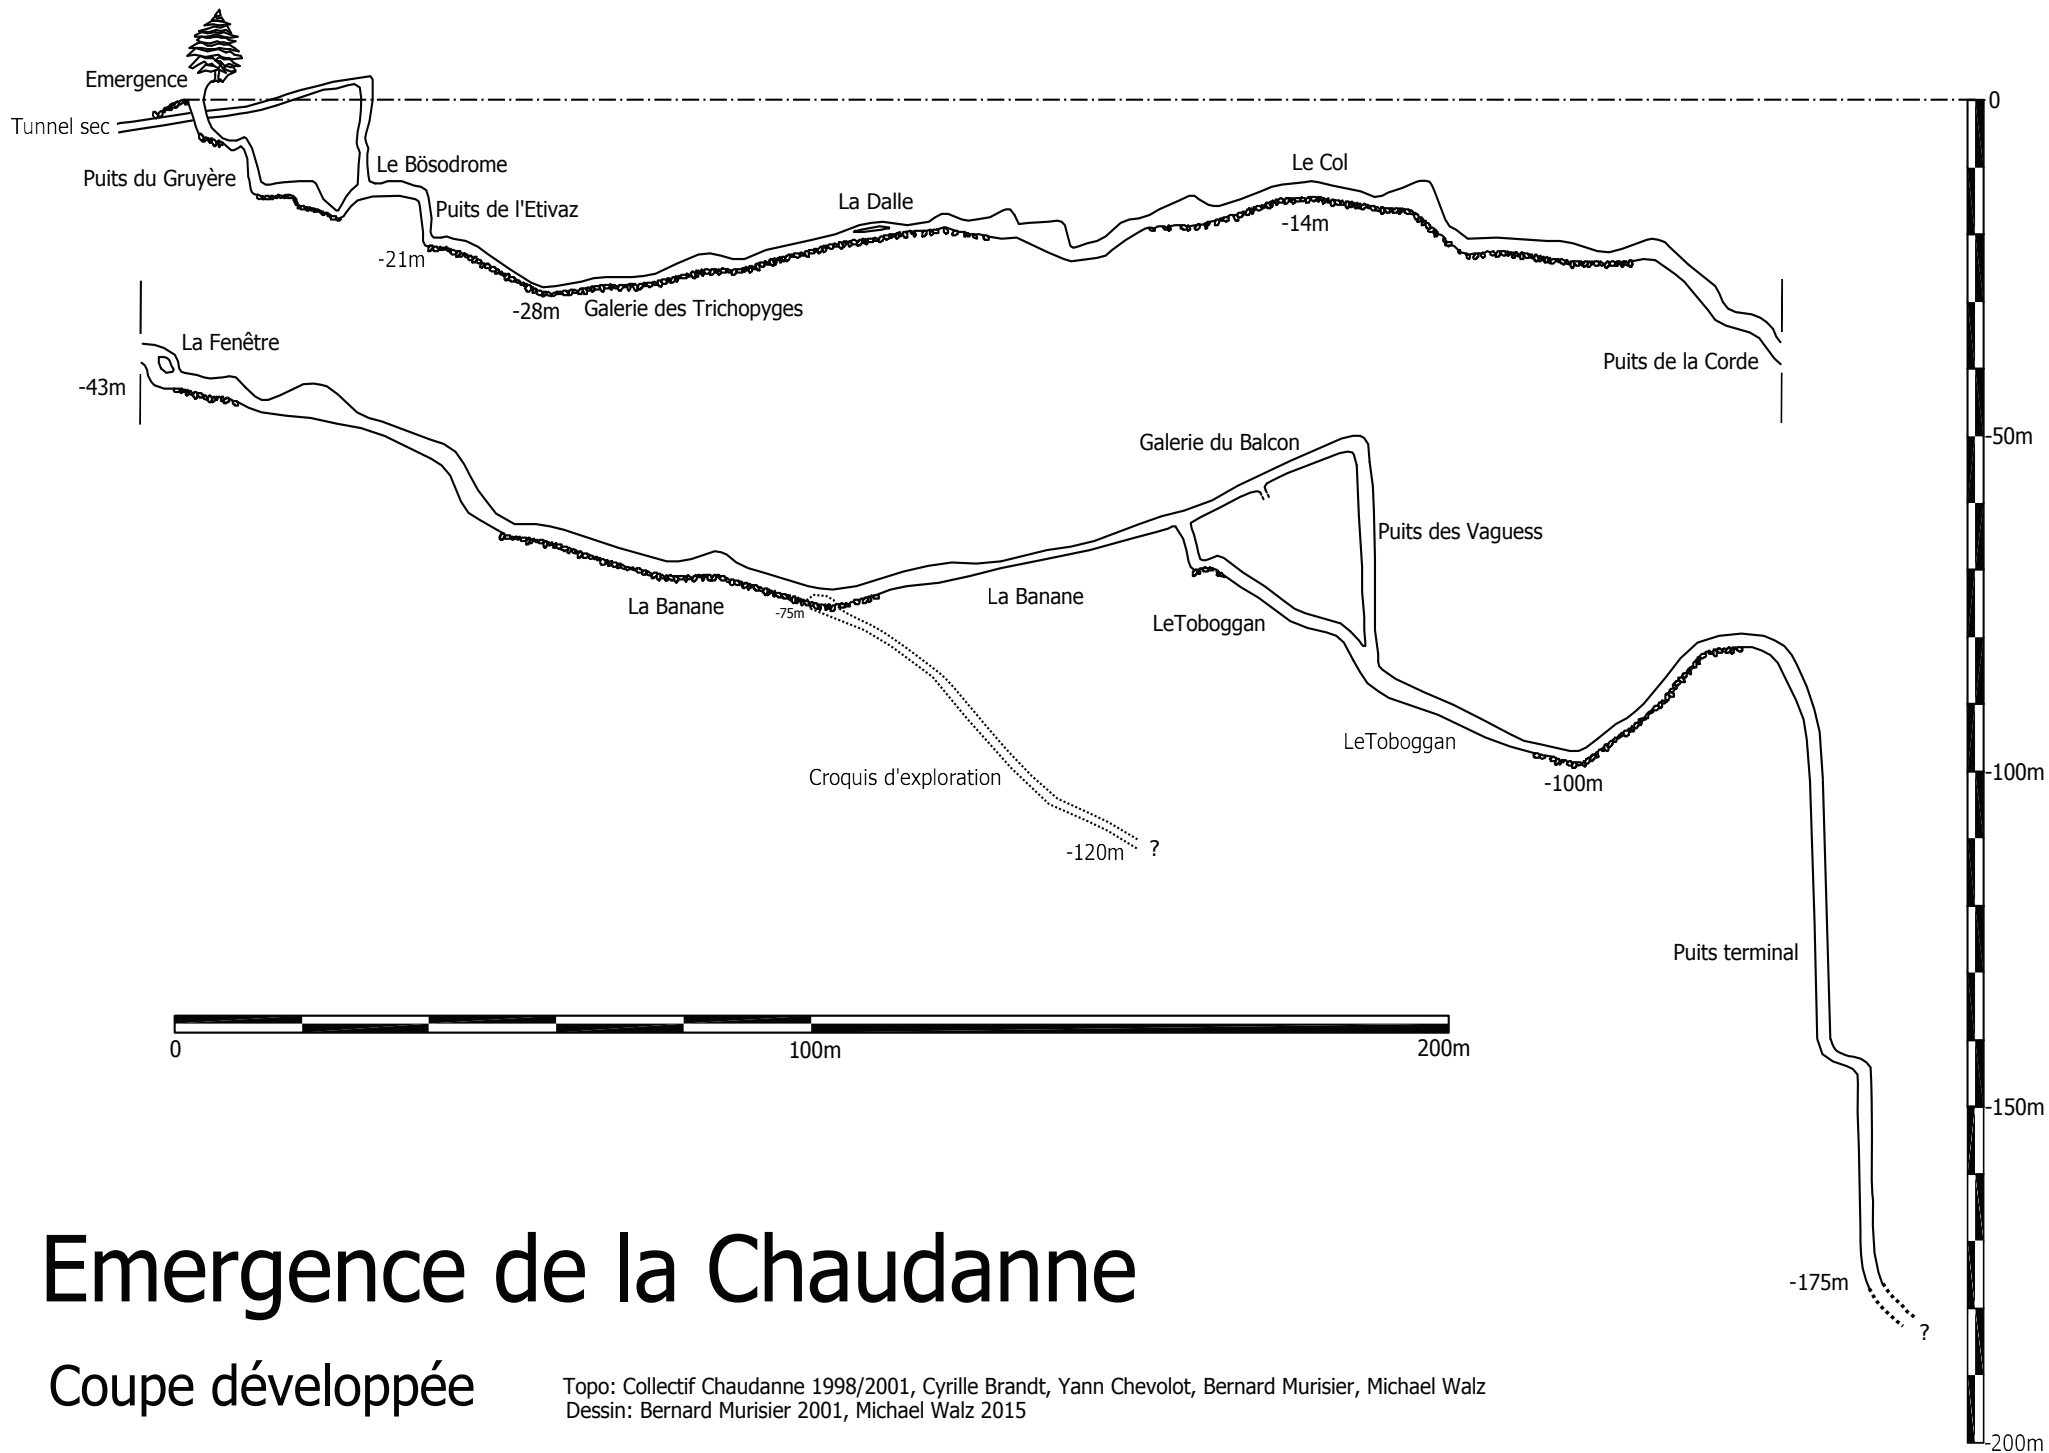 Emergence
Tunnel sec
0
Puits du Gruyère
Le Bösodrome
Le Col
Puits de l'Etivaz
La Dalle
-14m
-21m
-28m
Galerie des Trichopyges
La Fenêtre
Puits de la Corde
-43m
Galerie du Balcon
-50m
Puits des Vaguess
La Banane
-75m
La Banane
LeToboggan
LeToboggan
Croquis d'exploration
-100m
-100m
-120m
?
Puits terminal
0
100m
200m
-150m
-175m
?
Emergence de la Chaudanne
Coupe développée
Topo: Collectif Chaudanne 1998/2001, Cyrille Brandt, Yann Chevolot, Bernard Murisier, Michael Walz
Dessin: Bernard Murisier 2001, Michael Walz 2015
-200m